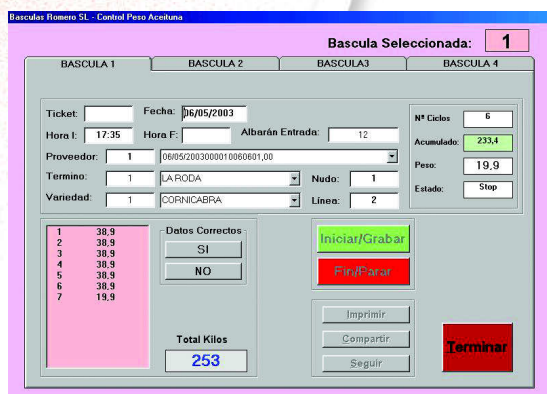 Basculas Romero SL - Control Peso Aceituna
Bascula Seleccionada: 1
BASCULA 1 BASCULA 2 BASCULA3 BASCULA 4
Ticket: Fecha: 06/05/2003
Hora I: 17:35 Hora F: Albarán Entrada: 12
Proveedor: 1 06/05/2003000010060601,00
Termino: 1 LA RODA Nudo: 1
Variedad: 1 CORNICABRA Línea: 2
Nº Ciclos 6
Acumulado: 233,4
Peso: 19,9
Estado: Stop
1 38,9
2 38,9
3 38,9
4 38,9
5 38,9
6 38,9
7 19,9
Datos Correctos
SI
NO
Total Kilos
253
Iniciar/Grabar
Fin/Parar
Imprimir
Compartir
Seguir
Terminar